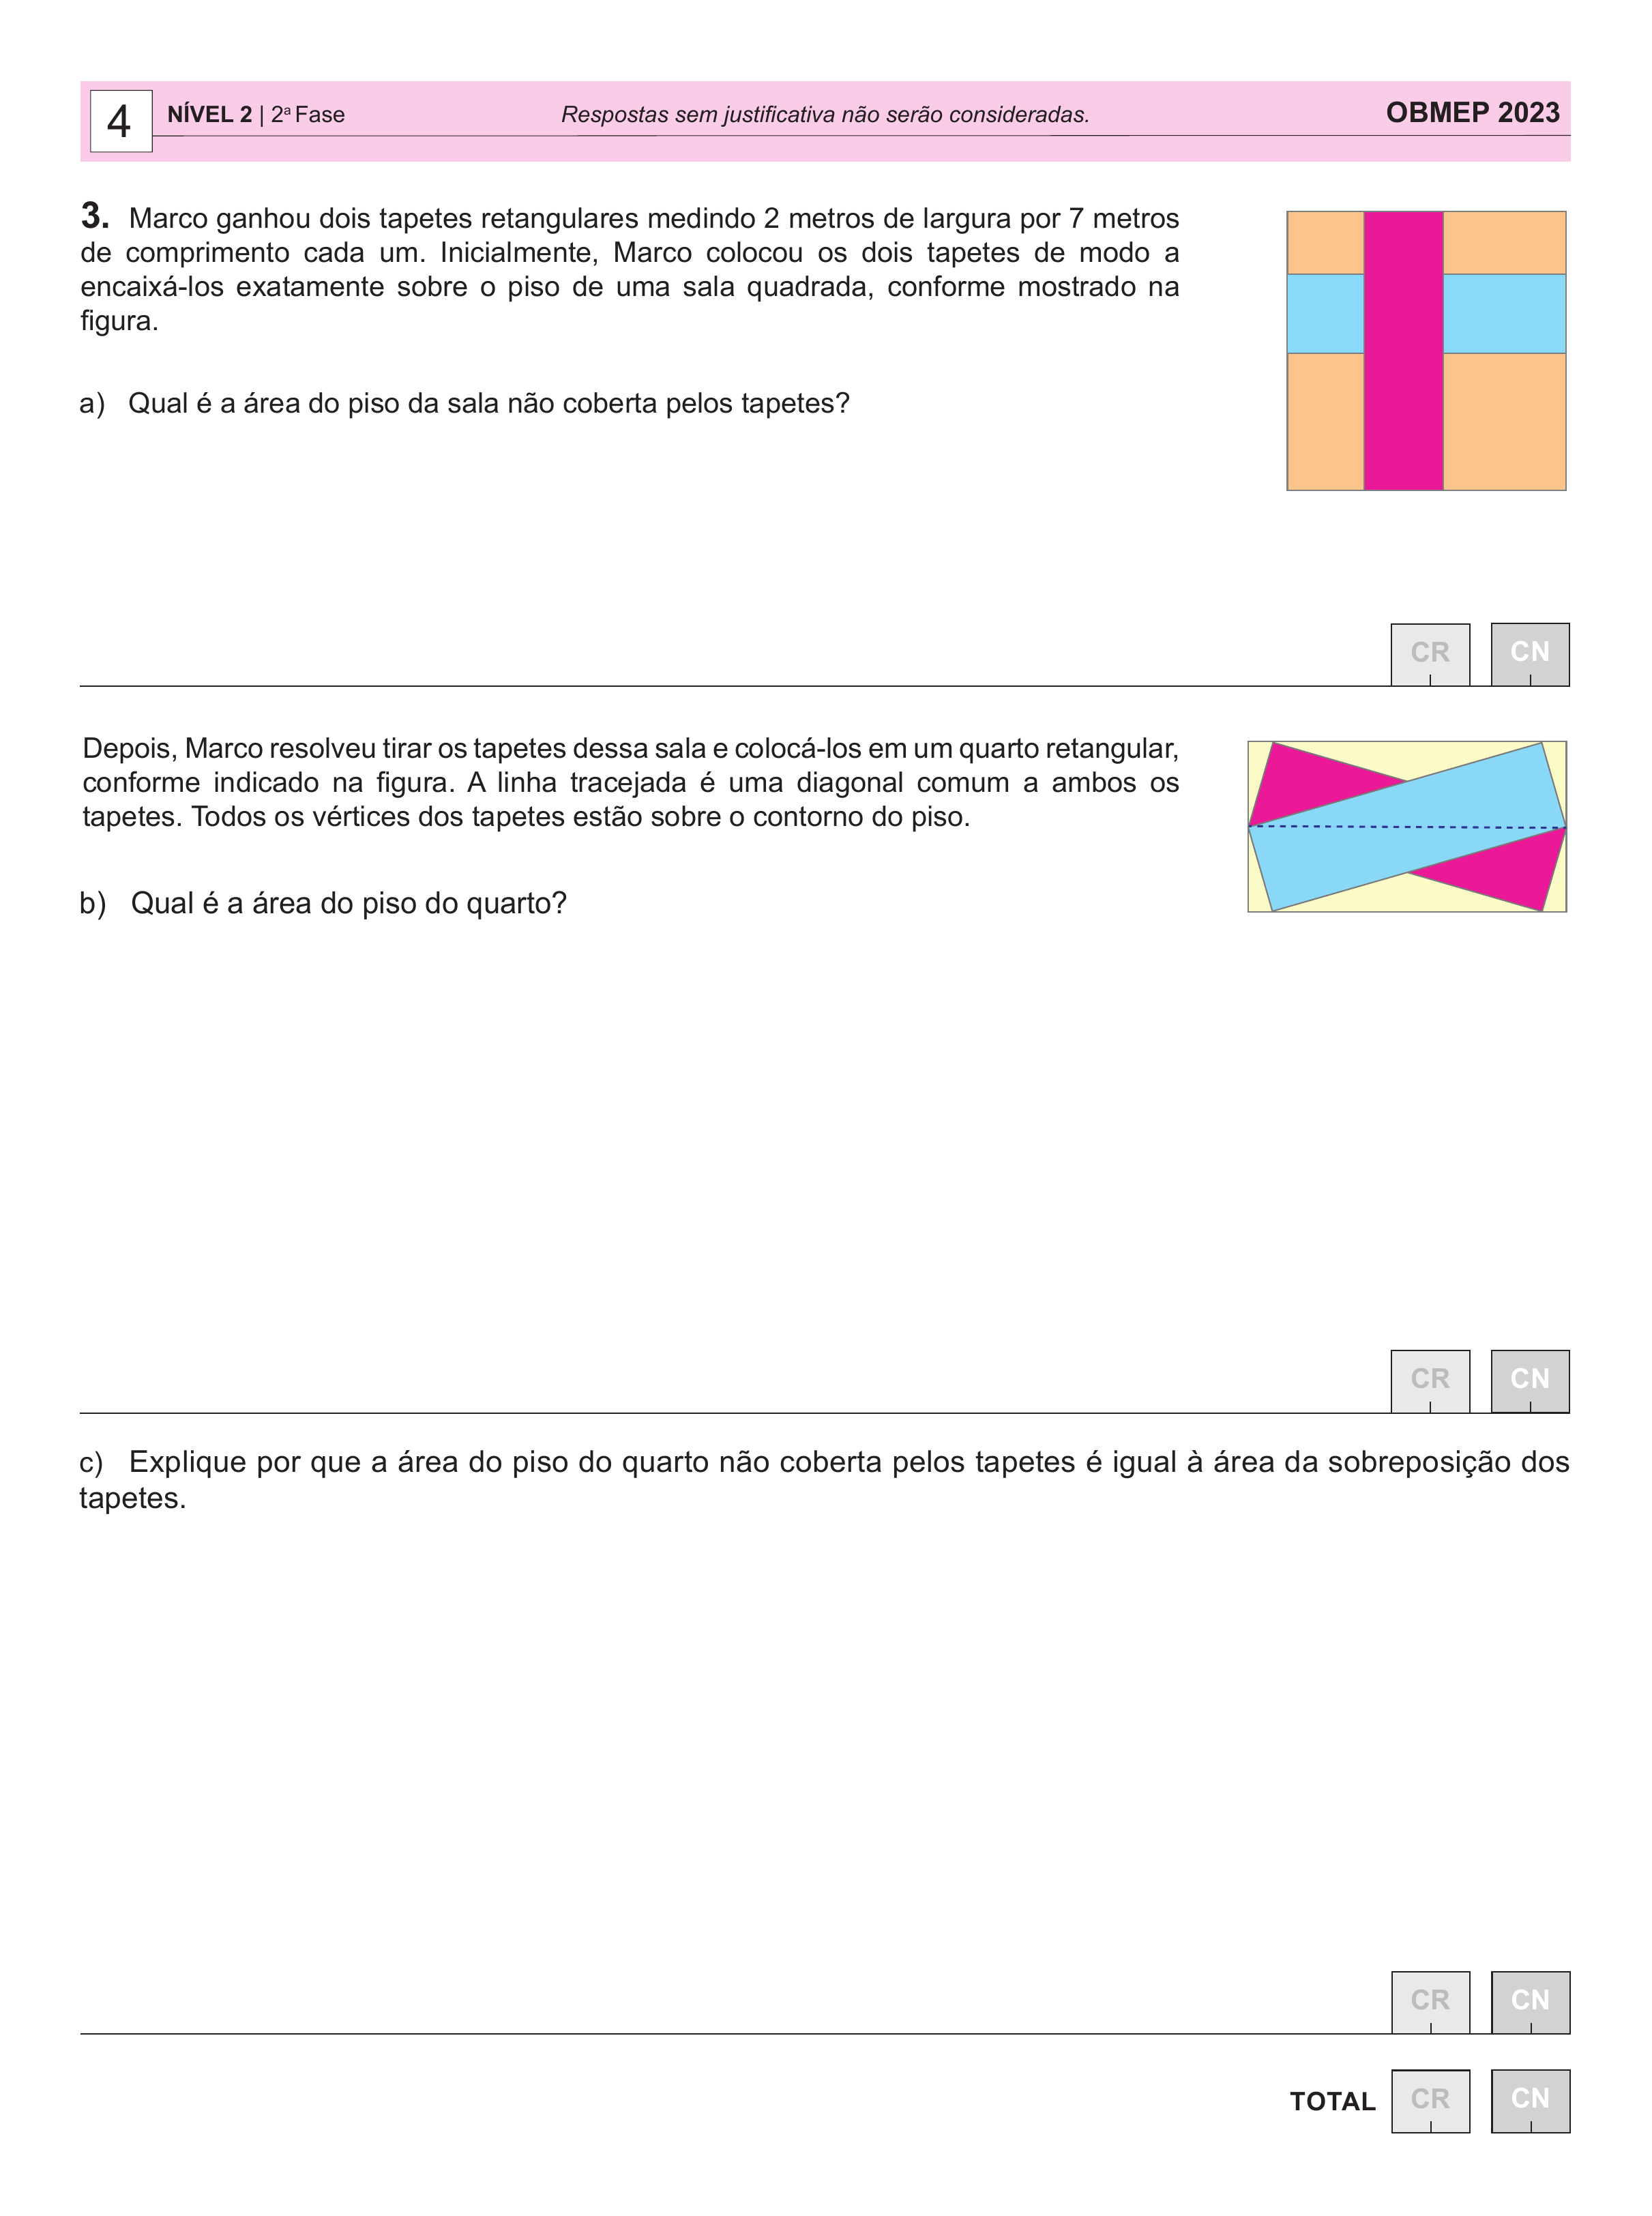 4 NÍVEL 2 | 2ª Fase Respostas sem justificativa não serão consideradas. OBMEP 2023
3. Marco ganhou dois tapetes retangulares medindo 2 metros de largura por 7 metros
de comprimento cada um. Inicialmente, Marco colocou os dois tapetes de modo a
encaixá-los exatamente sobre o piso de uma sala quadrada, conforme mostrado na
figura.
a) Qual é a área do piso da sala não coberta pelos tapetes?
CR CN
Depois, Marco resolveu tirar os tapetes dessa sala e colocá-los em um quarto retangular,
conforme indicado na figura. A linha tracejada é uma diagonal comum a ambos os
tapetes. Todos os vértices dos tapetes estão sobre o contorno do piso.
b) Qual é a área do piso do quarto?
CR CN
c) Explique por que a área do piso do quarto não coberta pelos tapetes é igual à área da sobreposição dos
tapetes.
CR CN
TOTAL CR CN